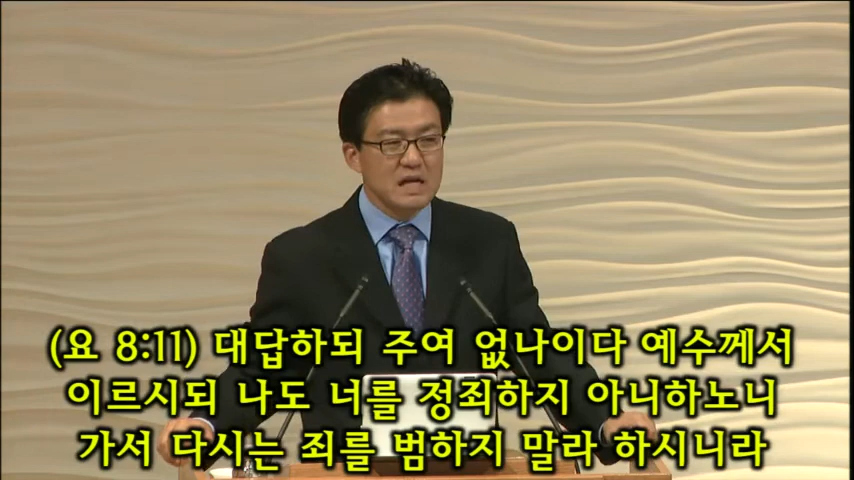 (요 8:11) 대답하되 주여 없나이다 예수께서
이르시되 나도 너를 정죄하지 아니하노니
가서 다시는 죄를 범하지 말라 하시니라